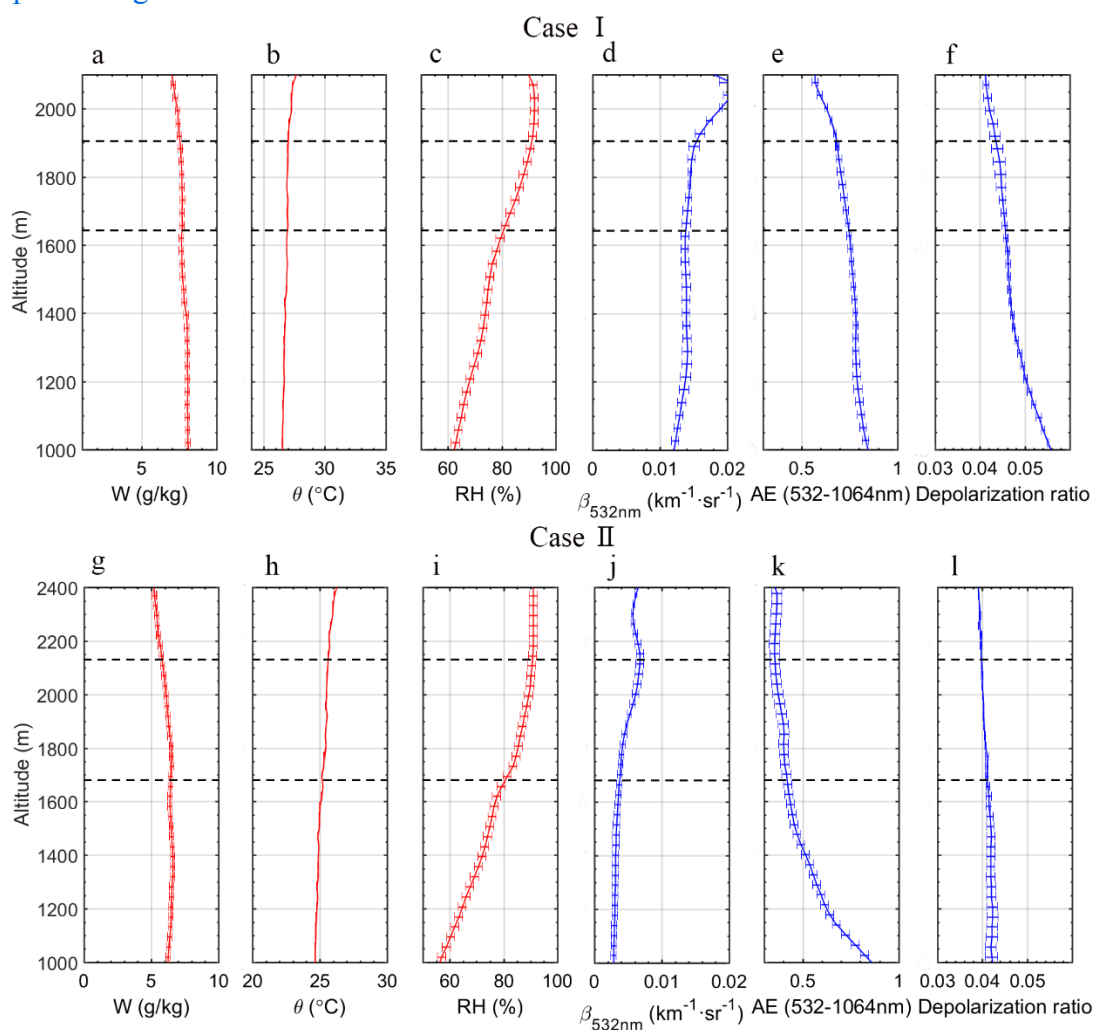 Case Ⅰ
a b c d e f
2000
1800
1600
1400
1200
1000
Altitude (m)
5 10
25 30 35
60 80 100
0 0.01 0.02
0.5 1
0.03 0.04 0.05
W (g/kg) θ (°C) RH (%) β532nm (km-1·sr-1) AE (532-1064nm) Depolarization ratio
Case Ⅱ
g h i j k l
2400
2200
2000
1800
1600
1400
1200
1000
Altitude (m)
0 5 10
20 25 30
60 80 100
0 0.01 0.02
0.5 1
0.03 0.04 0.05
W (g/kg) θ (°C) RH (%) β532nm (km-1·sr-1) AE (532-1064nm) Depolarization ratio